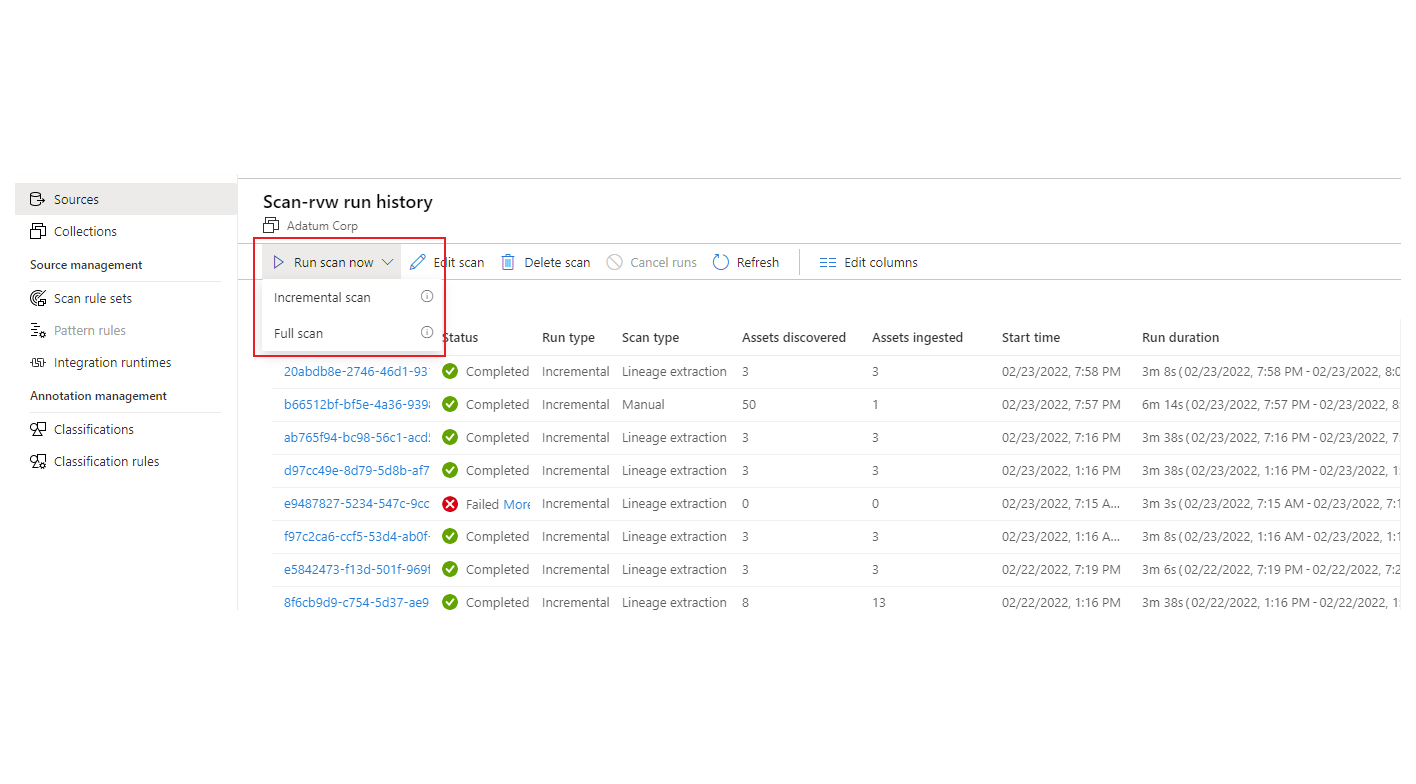 Sources
Collections
Source management
Scan rule sets
Pattern rules
Integration runtimes
Annotation management
Classifications
Classification rules
Scan-rvw run history
Adatum Corp
Run scan now Edit scan Delete scan Cancel runs Refresh Edit columns
Incremental scan
Full scan
Status Run type Scan type Assets discovered Assets ingested Start time Run duration
20abdb8e-2746-46d1-931 Completed Incremental Lineage extraction 3 3 02/23/2022, 7:58 PM 3m 8s(02/23/2022, 7:58 PM - 02/23/2022, 8:0
b66512bf-bf5e-4a36-9398 Completed Incremental Manual 50 1 02/23/2022, 7:57 PM 6m 14s(02/23/2022, 7:57 PM - 02/23/2022, 8
ab765f94-bc98-56c1-acd5 Completed Incremental Lineage extraction 3 3 02/23/2022, 7:16 PM 3m 38s(02/23/2022, 7:16 PM - 02/23/2022, 7:
d97cc49e-8d79-5d8b-af7 Completed Incremental Lineage extraction 3 3 02/23/2022, 1:16 PM 3m 38s(02/23/2022, 1:16 PM - 02/23/2022, 1:
e9487827-5234-547c-9cc Failed More Incremental Lineage extraction 0 0 02/23/2022, 7:15 A... 3m 3s(02/23/2022, 7:15 AM - 02/23/2022, 7:1
f97c2ca6-ccf5-53d4-ab0f- Completed Incremental Lineage extraction 3 3 02/23/2022, 1:16 A... 3m 8s(02/23/2022, 1:16 AM - 02/23/2022, 1:1
e5842473-f13d-501f-969f Completed Incremental Lineage extraction 3 3 02/22/2022, 7:19 PM 3m 6s(02/22/2022, 7:19 PM - 02/22/2022, 7:2
8f6cb9d9-c754-5d37-ae9 Completed Incremental Lineage extraction 8 13 02/22/2022, 1:16 PM 3m 38s(02/22/2022, 1:16 PM - 02/22/2022, 1: